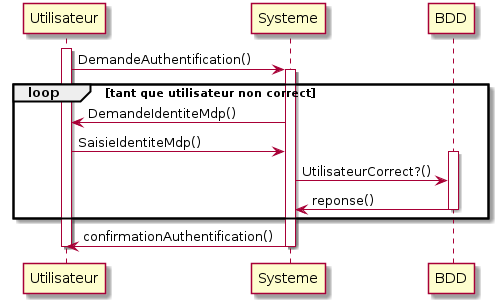 Utilisateur Systeme BDD
DemandeAuthentification()
loop [tant que utilisateur non correct]
DemandeIdentiteMdp()
SaisieIdentiteMdp()
UtilisateurCorrect?()
reponse()
confirmationAuthentification()
Utilisateur Systeme BDD